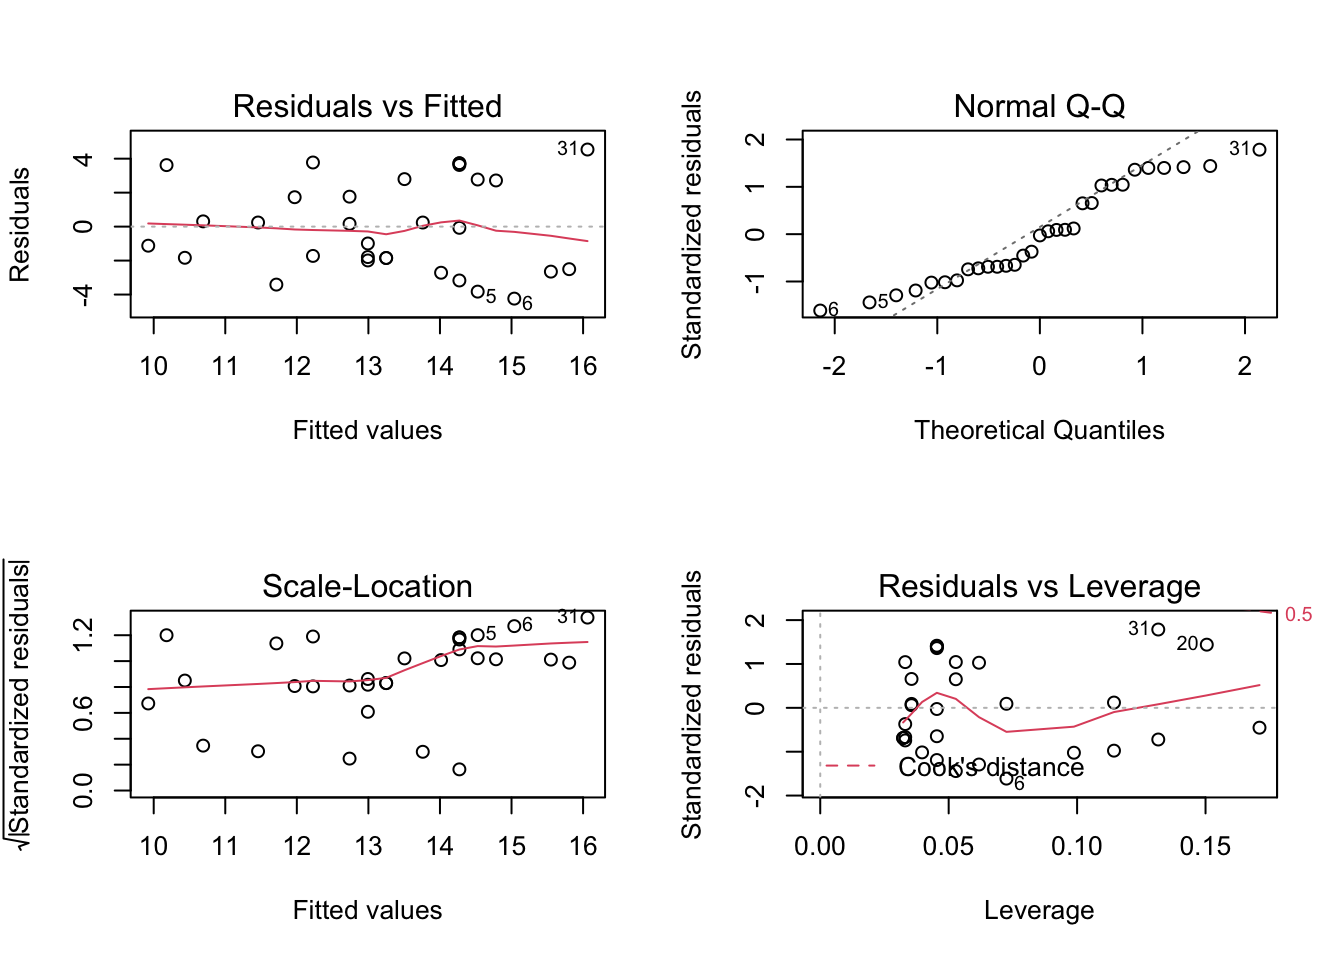 Residuals vs Fitted
Residuals
4
0
-4
31
5
6
10 11 12 13 14 15 16
Fitted values
Normal Q-Q
Standardized residuals
2
1
0
-1
31
5
6
-2 -1 0 1 2
Theoretical Quantiles
Scale-Location
√|Standardized residuals|
1.2
0.6
0.0
31
6
5
10 11 12 13 14 15 16
Fitted values
Residuals vs Leverage
Standardized residuals
2
1
0
-2
0.5
31
20
Cook's distance
6
0.00 0.05 0.10 0.15
Leverage